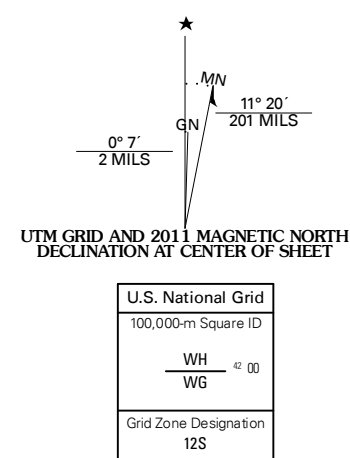 MN
11° 20´
201 MILS
GN
0° 7´
2 MILS
UTM GRID AND 2011 MAGNETIC NORTH
DECLINATION AT CENTER OF SHEET
U.S. National Grid
100,000-m Square ID
WH
42 00
WG
Grid Zone Designation
12S